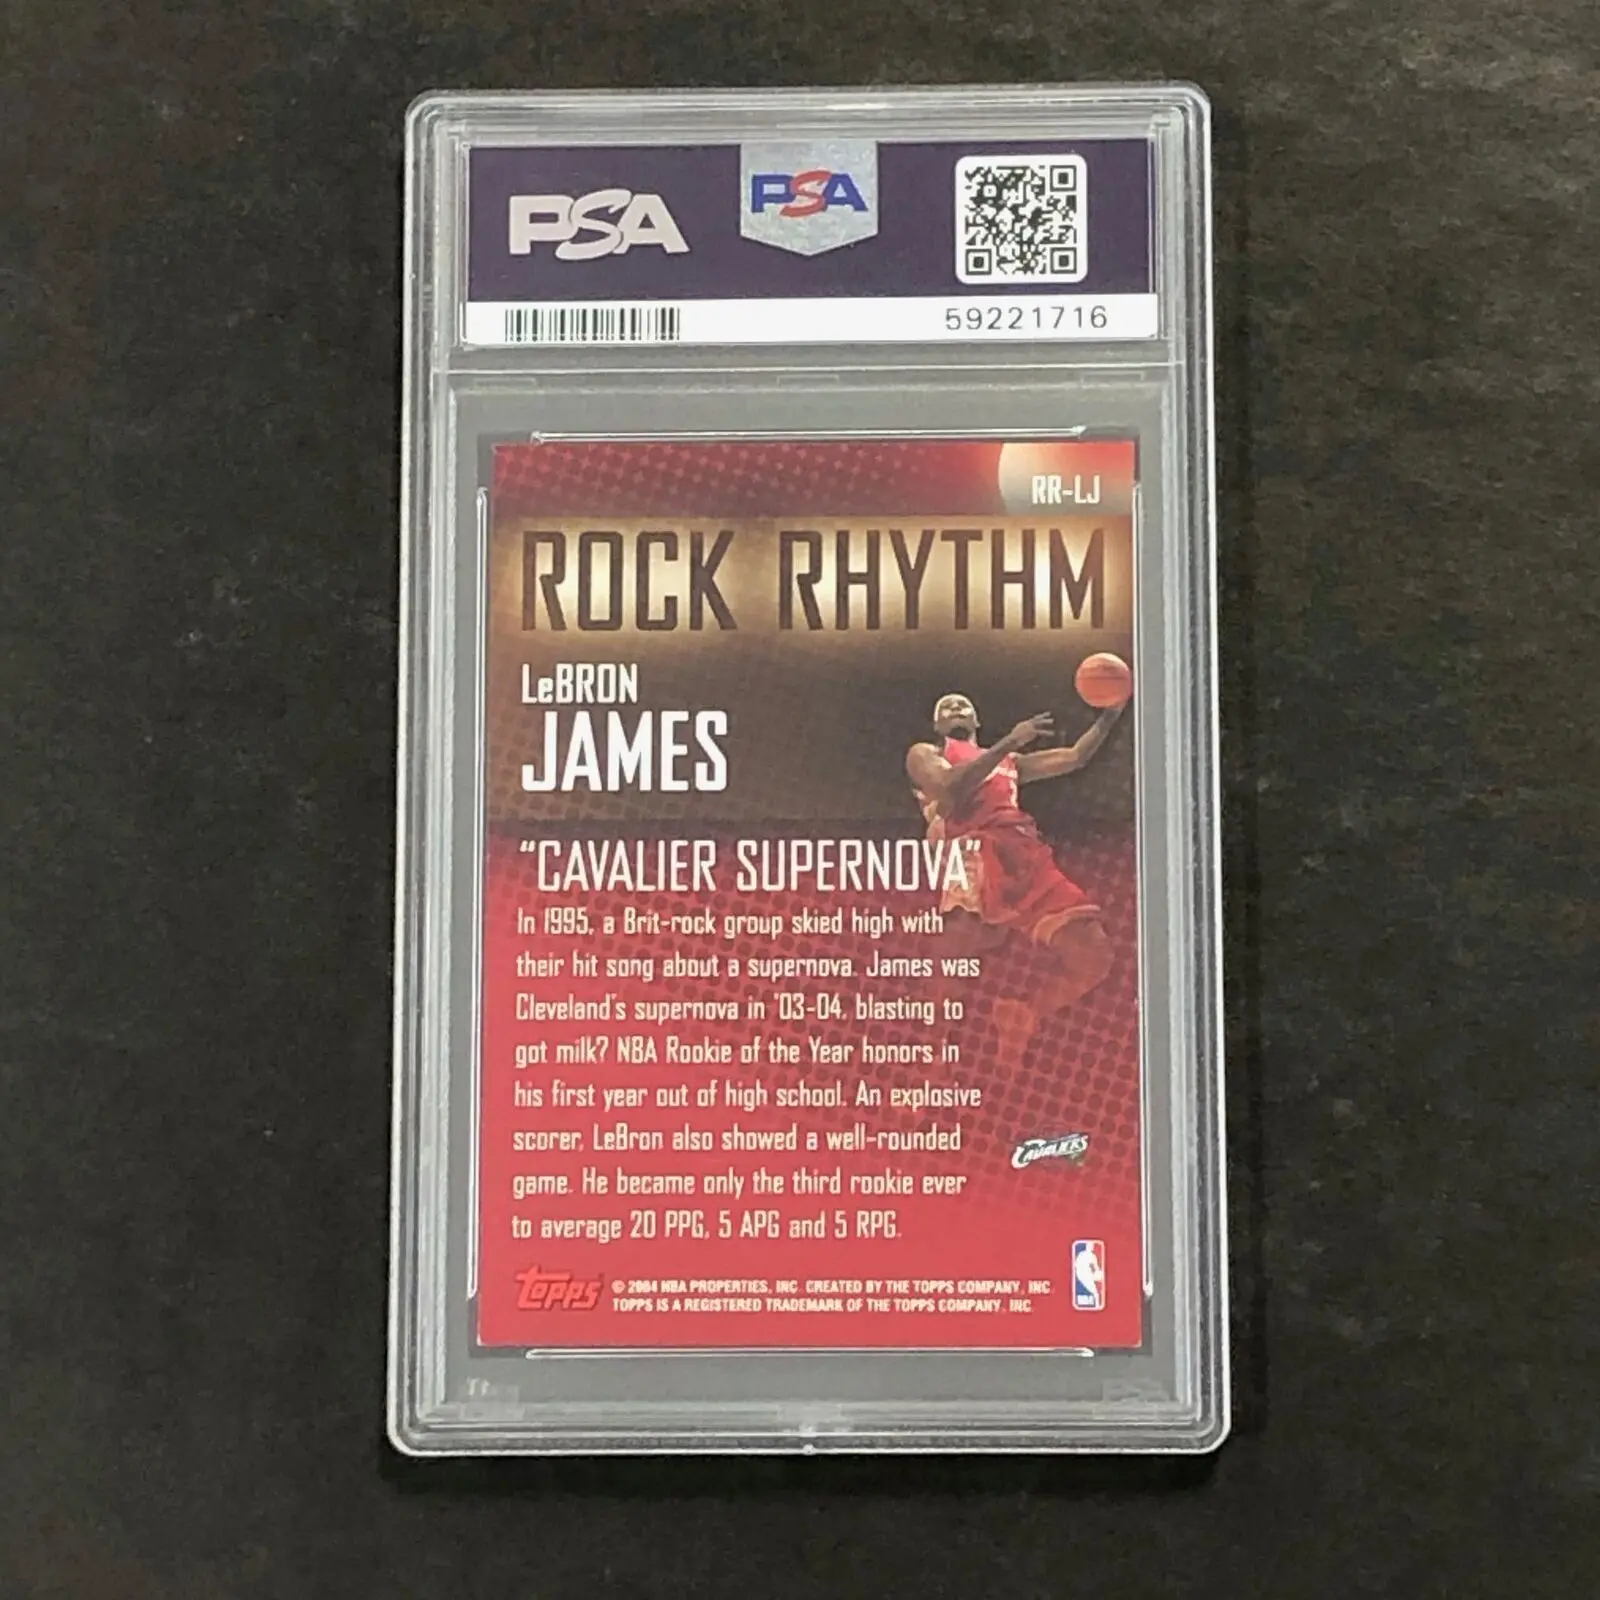 PSA
PSA
59221716
RR-LJ
ROCK RHYTHM
LeBRON
JAMES
"CAVALIER SUPERNOVA"
In 1995, a Brit-rock group skied high with
their hit song about a supernova. James was
Cleveland's supernova in '03-04, blasting to
got milk? NBA Rookie of the Year honors in
his first year out of high school. An explosive
scorer, LeBron also showed a well-rounded
game. He became only the third rookie ever
to average 20 PPG, 5 APG and 5 RPG.
CAVALIERS
topps
© 2004 NBA PROPERTIES, INC. CREATED BY THE TOPPS COMPANY, INC.
TOPPS IS A REGISTERED TRADEMARK OF THE TOPPS COMPANY, INC.
NBA